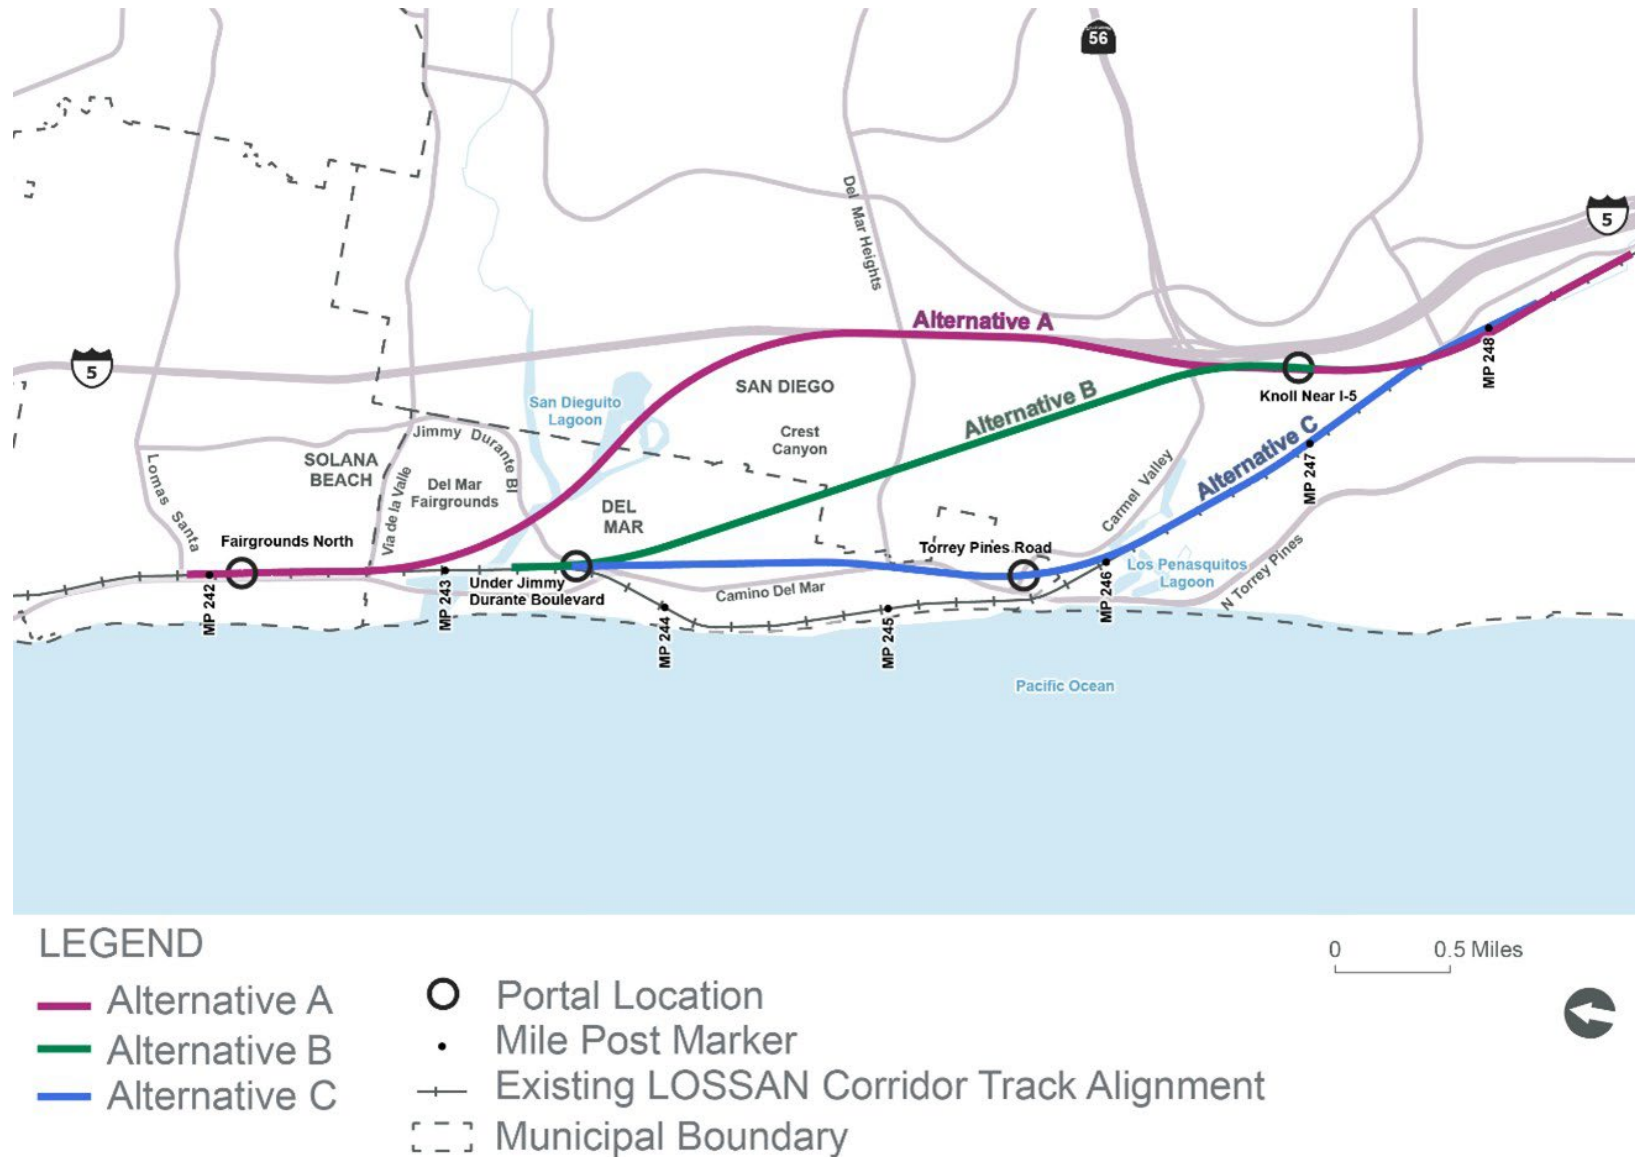 56
5
Del Mar Heights
Alternative A
5
MP 248
Knoll Near I-5
SAN DIEGO
Alternative B
San Dieguito
Lagoon
Crest
Canyon
Alternative C
Jimmy Durante Bl
SOLANA
BEACH
Lomas Santa
Via de la Valle
Del Mar
Fairgrounds
MP 247
Carmel Valley
DEL
MAR
Fairgrounds North
Torrey Pines Road
Los Penasquitos
Lagoon
N Torrey Pines
Under Jimmy
Durante Boulevard
Camino Del Mar
MP 242
MP 243
MP 244
MP 245
MP 246
Pacific Ocean
LEGEND
Alternative A
Alternative B
Alternative C
Portal Location
Mile Post Marker
Existing LOSSAN Corridor Track Alignment
Municipal Boundary
0 0.5 Miles